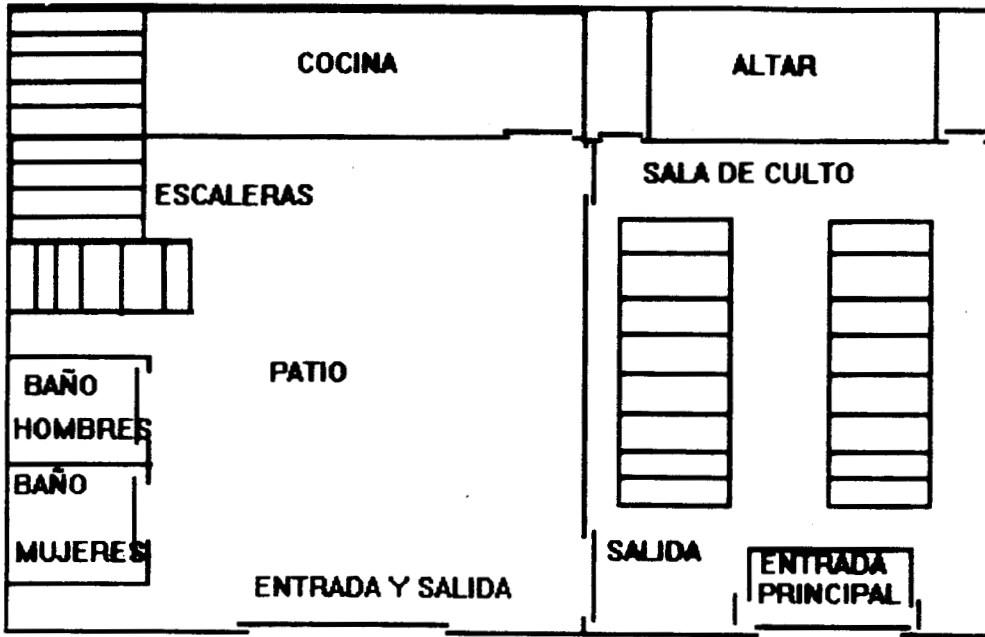 COCINA
ALTAR
ESCALERAS
SALA DE CULTO
PATIO
BAÑO
HOMBRES
BAÑO
MUJERES
ENTRADA Y SALIDA
SALIDA
ENTRADA
PRINCIPAL